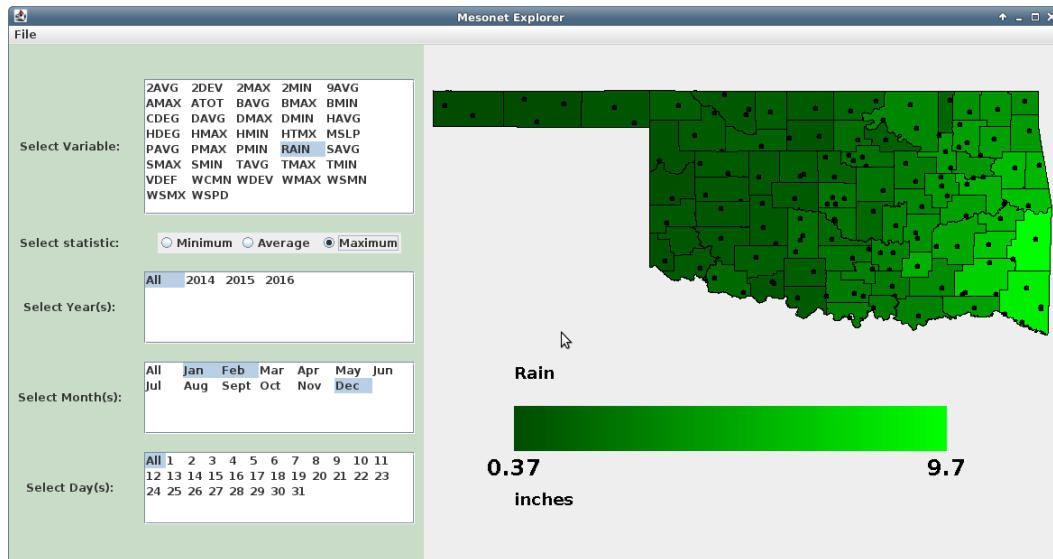 Mesonet Explorer
File
Select Variable:
2AVG 2DEV 2MAX 2MIN 9AVG
AMAX ATOT BAVG BMAX BMIN
CDEG DAVG DMAX DMIN HAVG
HDEG HMAX HMIN HTMX MSLP
PAVG PMAX PMIN RAIN SAVG
SMAX SMIN TAVG TMAX TMIN
VDEF WCMN WDEV WMAX WSMN
WSMX WSPD
Select statistic:
Minimum Average Maximum
Select Year(s):
All 2014 2015 2016
Select Month(s):
All Jan Feb Mar Apr May Jun
Jul Aug Sept Oct Nov Dec
Select Day(s):
All 1 2 3 4 5 6 7 8 9 10 11
12 13 14 15 16 17 18 19 20 21 22 23
24 25 26 27 28 29 30 31
Rain
0.37 9.7
inches